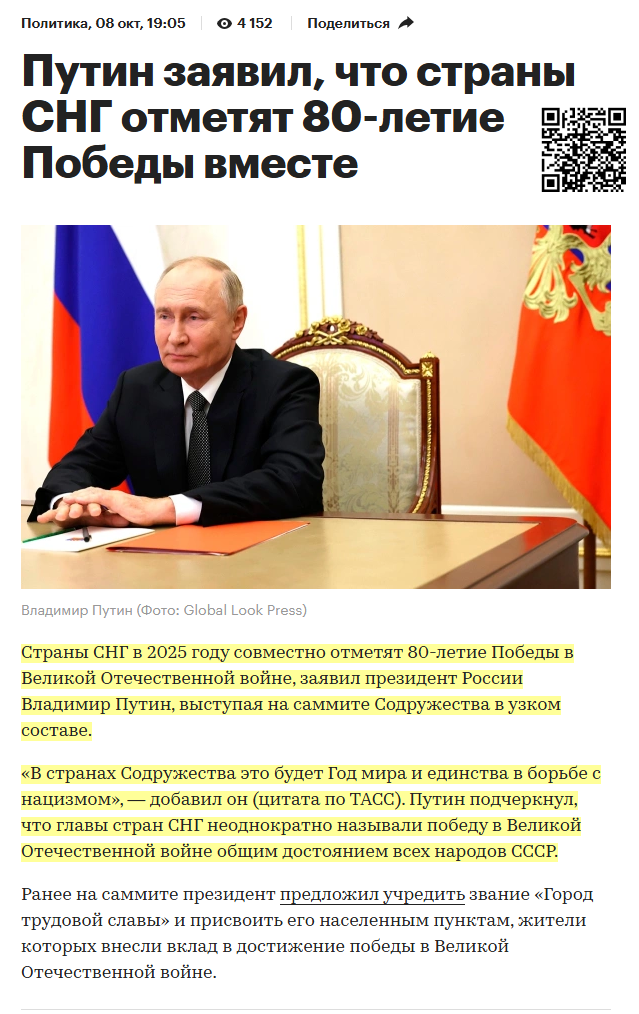 Политика, 08 окт, 19:05 4 152 Поделиться
Путин заявил, что страны
СНГ отметят 80-летие
Победы вместе
Владимир Путин (Фото: Global Look Press)
Страны СНГ в 2025 году совместно отметят 80-летие Победы в
Великой Отечественной войне, заявил президент России
Владимир Путин, выступая на саммите Содружества в узком
составе.
«В странах Содружества это будет Год мира и единства в борьбе с
нацизмом», — добавил он (цитата по ТАСС). Путин подчеркнул,
что главы стран СНГ неоднократно называли победу в Великой
Отечественной войне общим достоянием всех народов СССР.
Ранее на саммите президент предложил учредить звание «Город
трудовой славы» и присвоить его населенным пунктам, жители
которых внесли вклад в достижение победы в Великой
Отечественной войне.